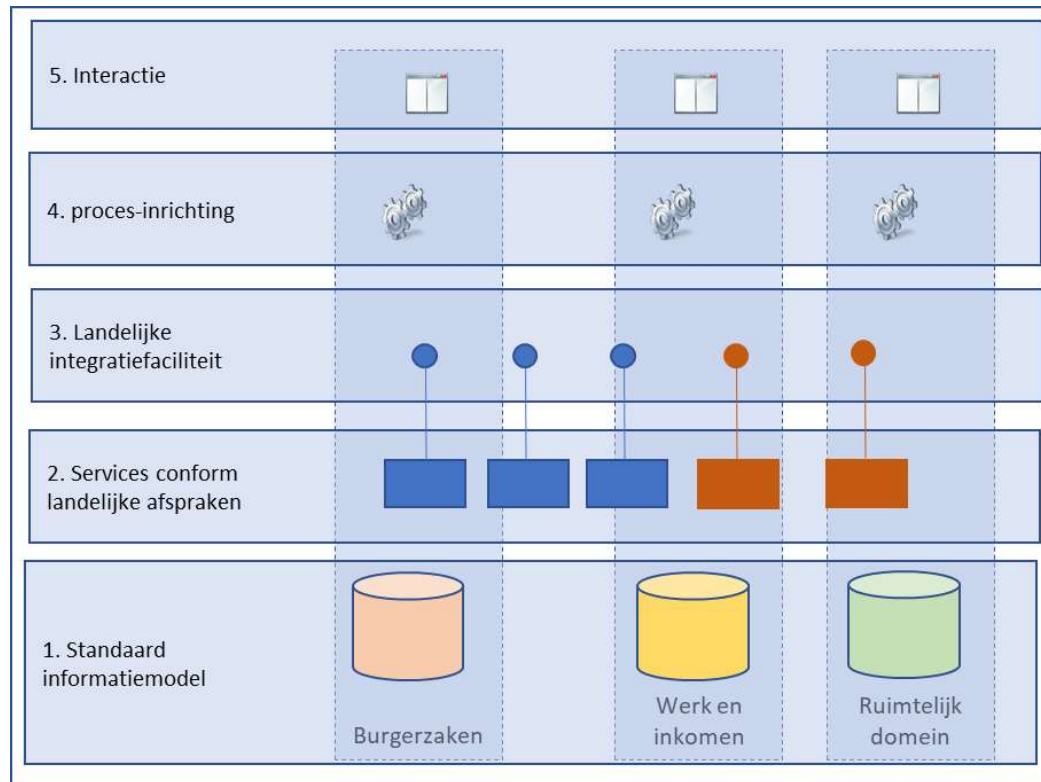 5. Interactie
4. proces-inrichting
3. Landelijke
integratiefaciliteit
2. Services conform
landelijke afspraken
1. Standaard
informatiemodel
Burgerzaken
Werk en
inkomen
Ruimtelijk
domein